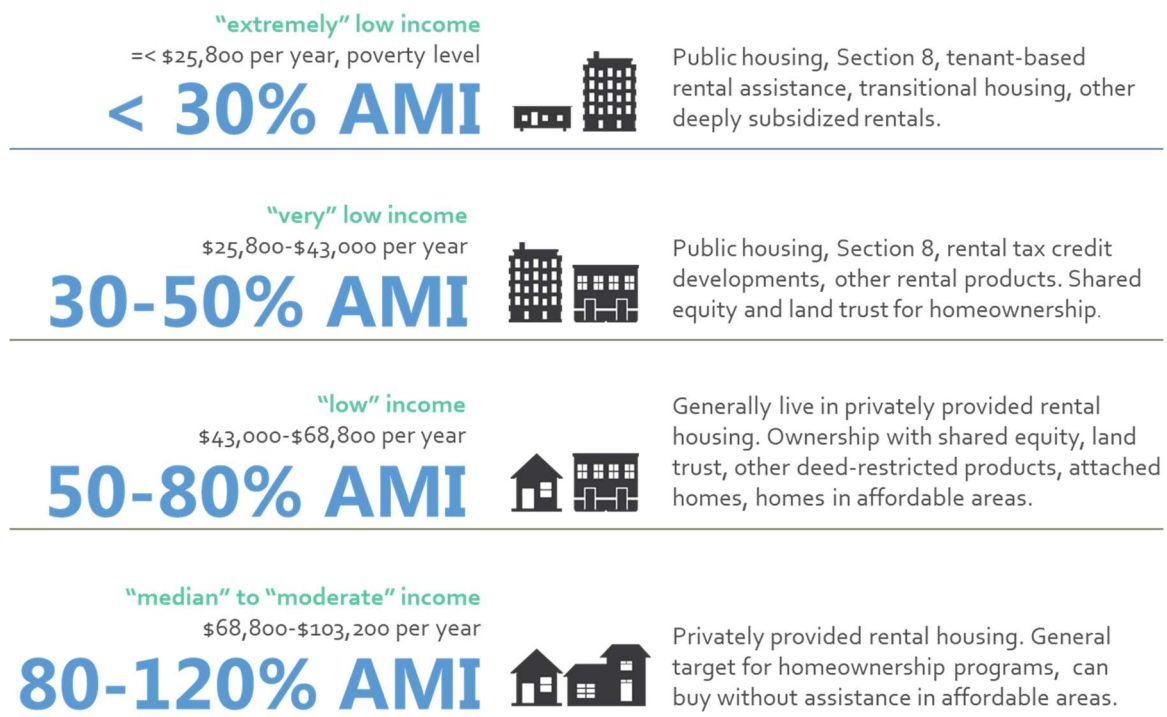 “extremely” low income
=< $25,800 per year, poverty level
< 30% AMI
Public housing, Section 8, tenant-based
rental assistance, transitional housing, other
deeply subsidized rentals.
“very” low income
$25,800-$43,000 per year
30-50% AMI
Public housing, Section 8, rental tax credit
developments, other rental products. Shared
equity and land trust for homeownership.
“low” income
$43,000-$68,800 per year
50-80% AMI
Generally live in privately provided rental
housing. Ownership with shared equity, land
trust, other deed-restricted products, attached
homes, homes in affordable areas.
“median” to “moderate” income
$68,800-$103,200 per year
80-120% AMI
Privately provided rental housing. General
target for homeownership programs, can
buy without assistance in affordable areas.